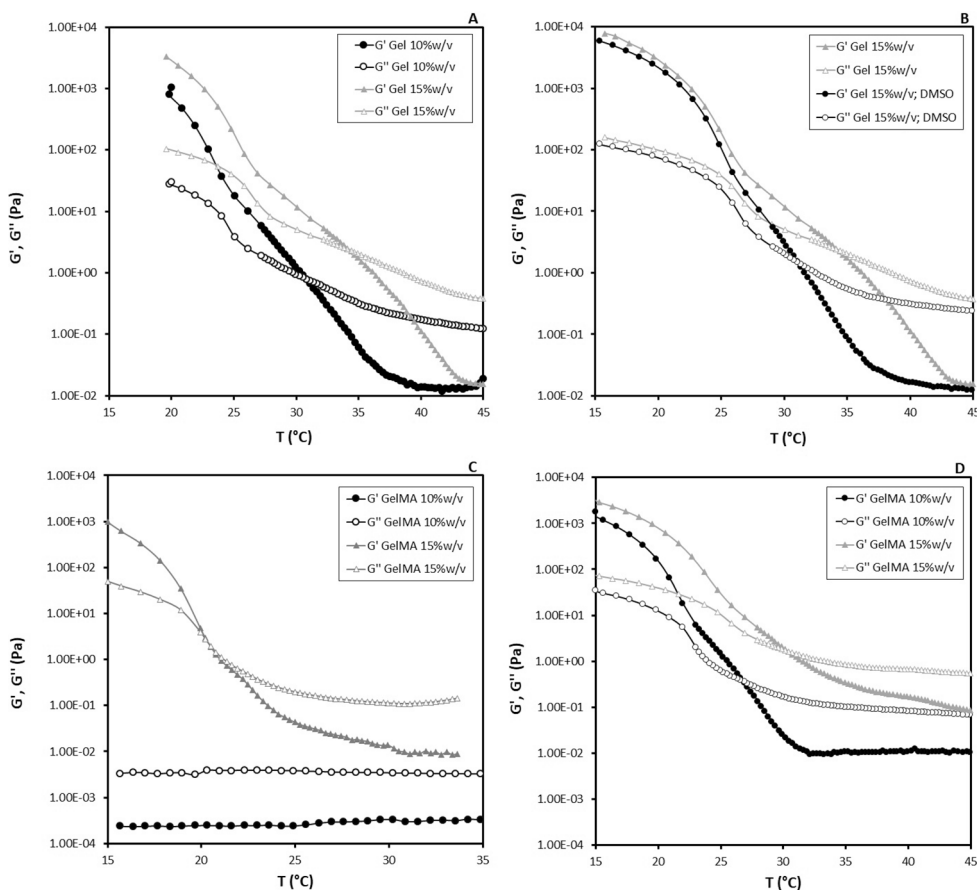 A
1.00E+04
1.00E+03
1.00E+02
1.00E+01
1.00E+00
1.00E-01
1.00E-02
G', G'' (Pa)
15 20 25 30 35 40 45
T (°C)
G' Gel 10%w/v
G'' Gel 10%w/v
G' Gel 15%w/v
G'' Gel 15%w/v
B
1.00E+04
1.00E+03
1.00E+02
1.00E+01
1.00E+00
1.00E-01
1.00E-02
G', G'' (Pa)
15 20 25 30 35 40 45
T (°C)
G' Gel 15%w/v
G'' Gel 15%w/v
G' Gel 15%w/v; DMSO
G'' Gel 15%w/v; DMSO
C
1.00E+04
1.00E+03
1.00E+02
1.00E+01
1.00E+00
1.00E-01
1.00E-02
1.00E-03
1.00E-04
G', G'' (Pa)
15 20 25 30 35
T (°C)
G' GelMA 10%w/v
G'' GelMA 10%w/v
G' GelMA 15%w/v
G'' GelMA 15%w/v
D
1.00E+04
1.00E+03
1.00E+02
1.00E+01
1.00E+00
1.00E-01
1.00E-02
1.00E-03
1.00E-04
G', G'' (Pa)
15 20 25 30 35 40 45
T (°C)
G' GelMA 10%w/v
G'' GelMA 10%w/v
G' GelMA 15%w/v
G'' GelMA 15%w/v